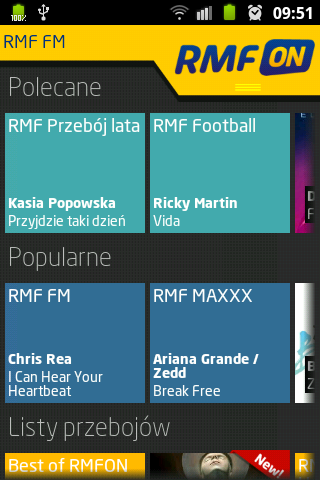 100%
09:51
RMF FM
RMF ON
Polecane
RMF Przebój lata
RMF Football
Kasia Popowska
Przyjdzie taki dzień
Ricky Martin
Vida
Popularne
RMF FM
RMF MAXXX
Chris Rea
I Can Hear Your
Heartbeat
Ariana Grande /
Zedd
Break Free
Listy przebojów
Best of RMFON
New!